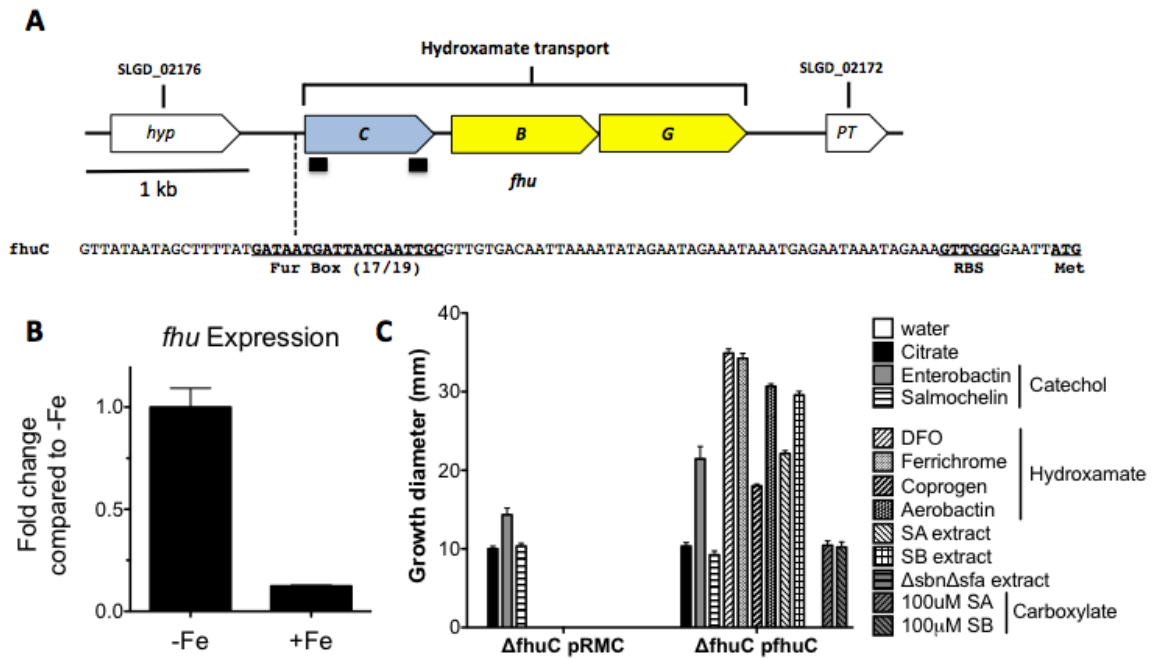 A
Hydroxamate transport
SLGD_02176
SLGD_02172
hyp
C
B
G
PT
1 kb
fhu
fhuC GTTATAATAGCTTTTATGATAATGATTATCAATTGCGTTGTGACAATTAAAATATAGAATAGAAATAAATGAGAATAAATAGAAAGTTGGGGAATTATG
Fur Box (17/19) RBS Met
B
fhu Expression
Fold change
compared to -Fe
1.0
0.5
0.0
-Fe
+Fe
C
Growth diameter (mm)
40
30
20
10
0
ΔfhuC pRMC
ΔfhuC pfhuC
water
Citrate
Enterobactin
Salmochelin
Catechol
DFO
Ferrichrome
Coprogen
Aerobactin
Hydroxamate
SA extract
SB extract
ΔsbnΔsfa extract
100uM SA
100μM SB
Carboxylate